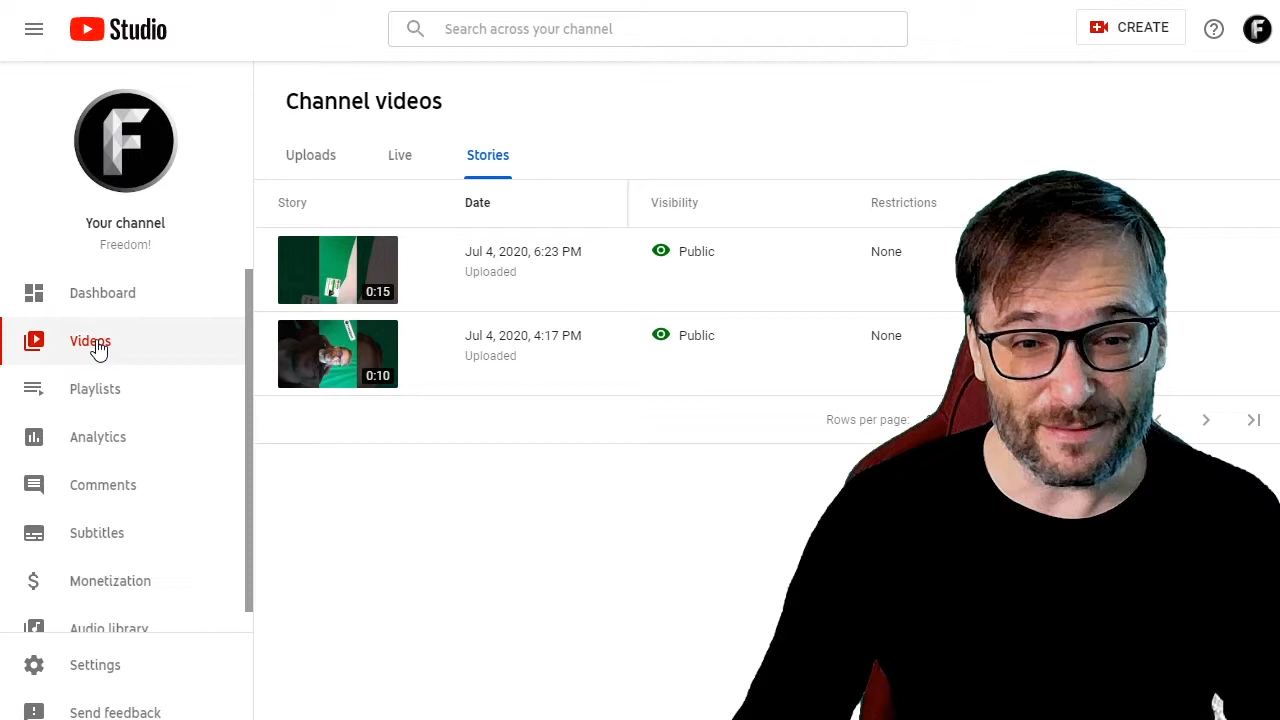 Studio
Search across your channel
CREATE
F
F
Your channel
Freedom!
Dashboard
Videos
Playlists
Analytics
Comments
Subtitles
Monetization
Audio library
Settings
Send feedback
Channel videos
Uploads Live Stories
Story Date Visibility Restrictions
0:15 Jul 4, 2020, 6:23 PM Public None
Uploaded
0:10 Jul 4, 2020, 4:17 PM Public None
Uploaded
Rows per page: